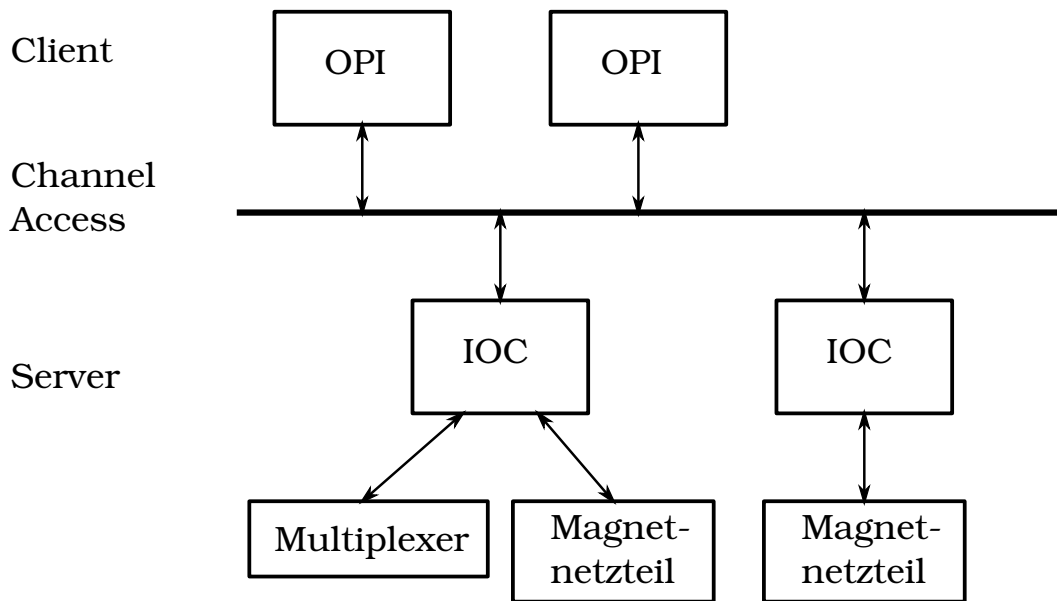 Client
OPI
OPI
Channel
Access
IOC
IOC
Server
Multiplexer
Magnet-
netzteil
Magnet-
netzteil